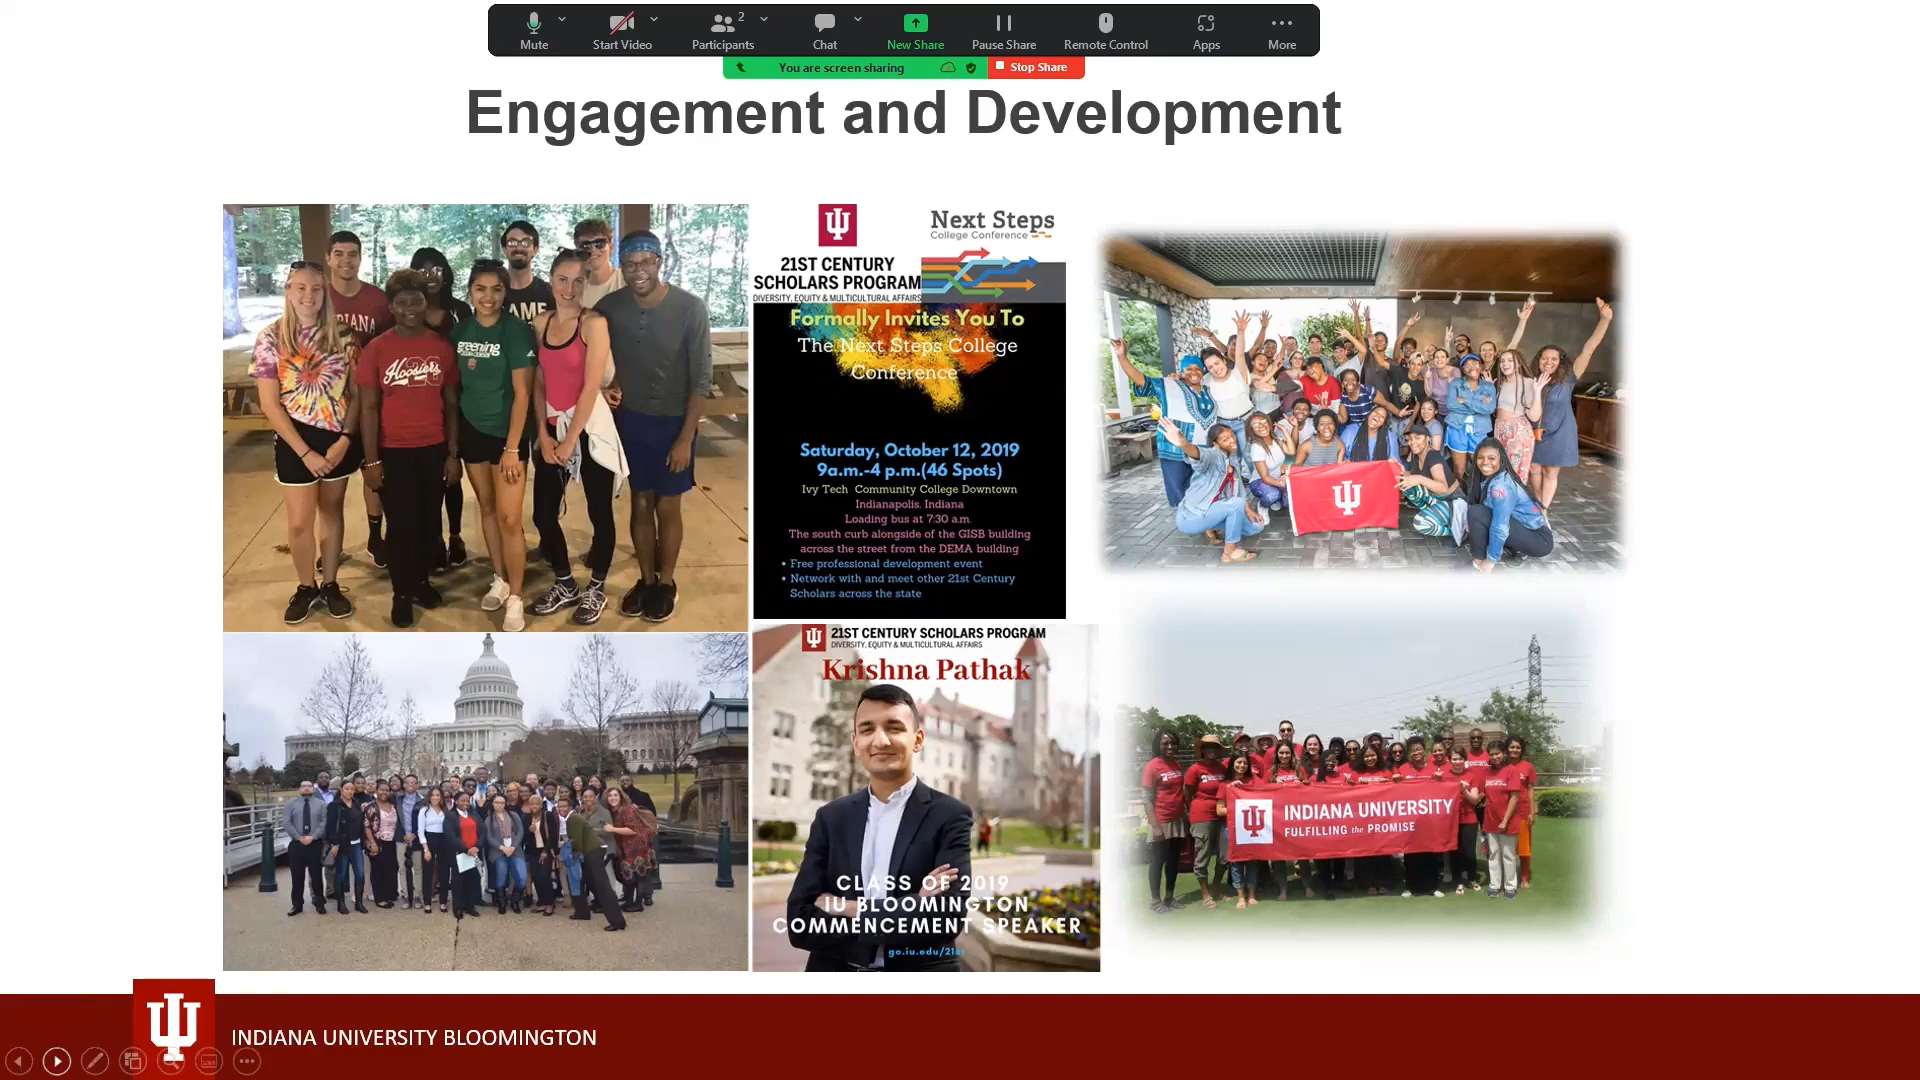 Mute
Start Video
2
Participants
Chat
New Share
Pause Share
Remote Control
Apps
More
You are screen sharing
Stop Share
Engagement and Development
INDIANA
Hoosiers
greening
Next Steps
College Conference
21ST CENTURY
SCHOLARS PROGRAM
DIVERSITY, EQUITY & MULTICULTURAL AFFAIRS
Formally Invites You To
The Next Steps College
Conference
Saturday, October 12, 2019
9a.m.-4 p.m.(46 Spots)
Ivy Tech Community College Downtown
Indianapolis, Indiana
Loading bus at 7:30 a.m.
The south curb alongside of the GISB building
across the street from the DEMA building
• Free professional development event
• Network with and meet other 21st Century
Scholars across the state
21ST CENTURY SCHOLARS PROGRAM
DIVERSITY, EQUITY & MULTICULTURAL AFFAIRS
Krishna Pathak
CLASS OF 2019
IU BLOOMINGTON
COMMENCEMENT SPEAKER
INDIANA UNIVERSITY
FULFILLING the PROMISE
INDIANA UNIVERSITY BLOOMINGTON